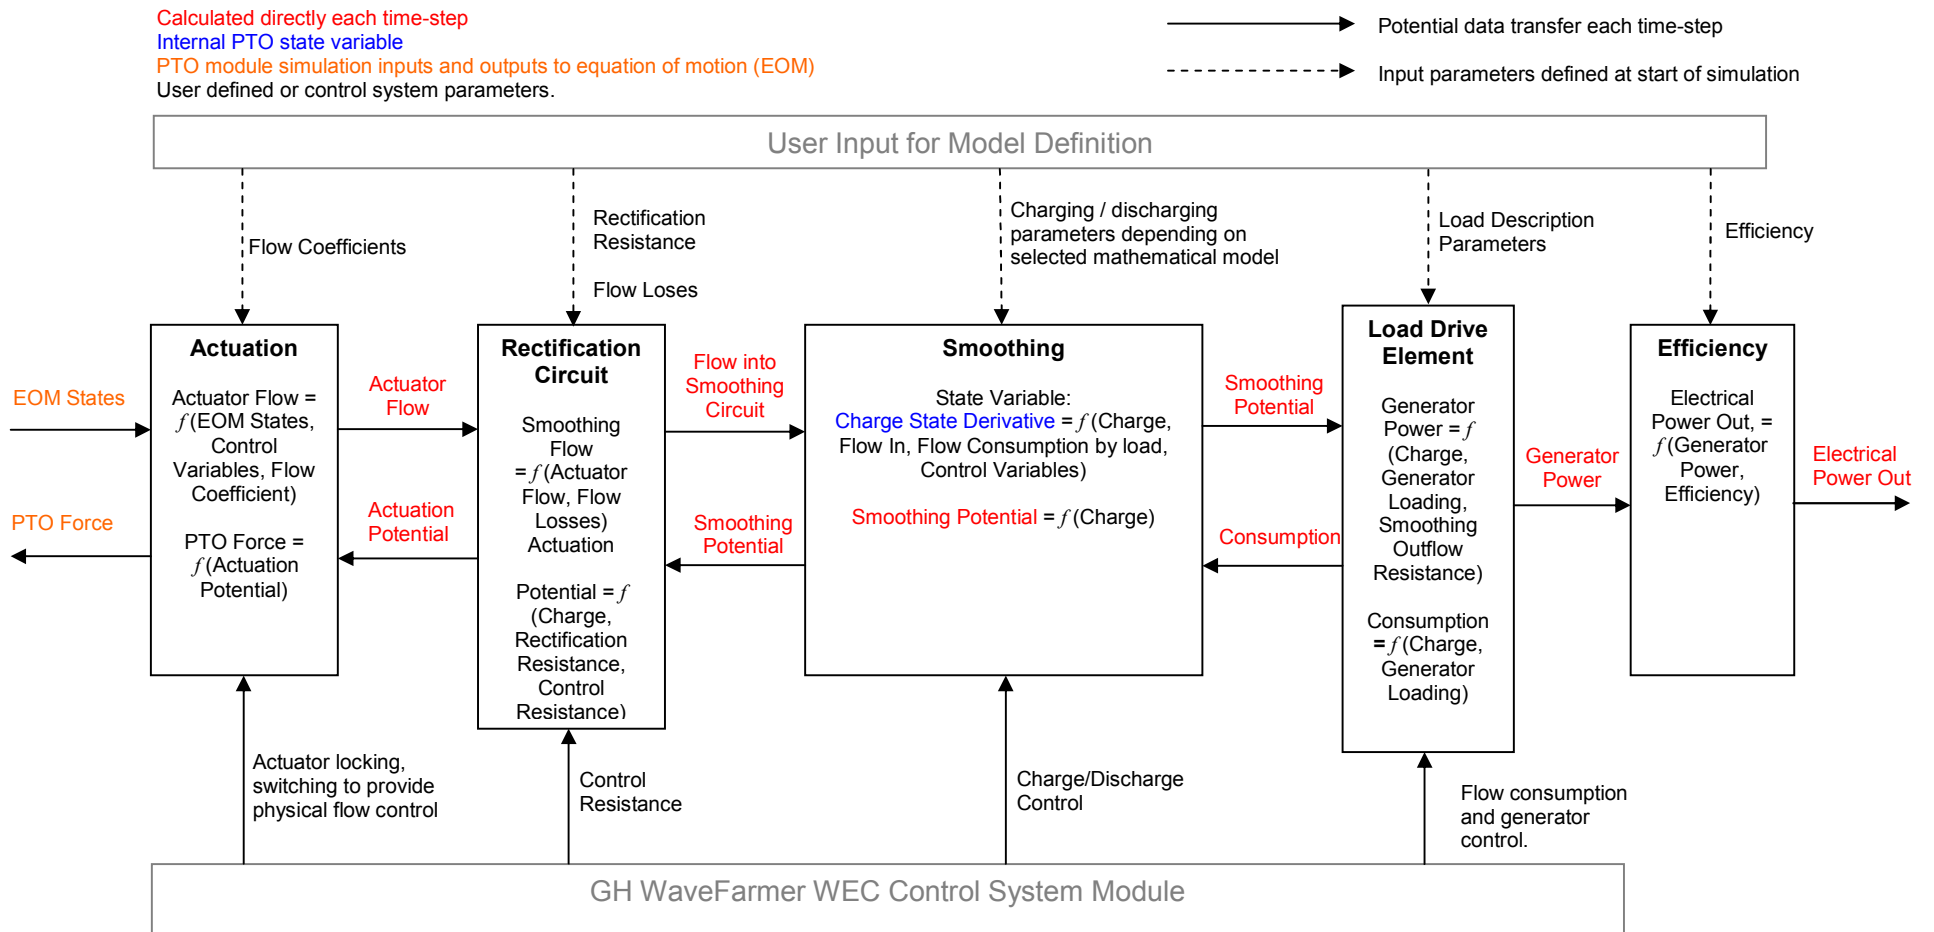 Calculated directly each time-step
Internal PTO state variable
PTO module simulation inputs and outputs to equation of motion (EOM)
User defined or control system parameters.
Potential data transfer each time-step
Input parameters defined at start of simulation
User Input for Model Definition
Flow Coefficients
Rectification
Resistance
Flow Loses
Charging / discharging
parameters depending on
selected mathematical model
Load Description
Parameters
Efficiency
EOM States
PTO Force
Actuation
Actuator Flow =
f(EOM States,
Control
Variables, Flow
Coefficient)
PTO Force =
f(Actuation
Potential)
Actuator
Flow
Actuation
Potential
Rectification
Circuit
Smoothing
Flow
= f(Actuator
Flow, Flow
Losses)
Actuation
Potential = f
(Charge,
Rectification
Resistance,
Control
Resistance)
Flow into
Smoothing
Circuit
Smoothing
Potential
Smoothing
State Variable:
Charge State Derivative = f(Charge,
Flow In, Flow Consumption by load,
Control Variables)
Smoothing Potential = f(Charge)
Smoothing
Potential
Consumption
Load Drive
Element
Generator
Power = f
(Charge,
Generator
Loading,
Smoothing
Outflow
Resistance)
Consumption
= f(Charge,
Generator
Loading)
Generator
Power
Efficiency
Electrical
Power Out, =
f(Generator
Power,
Efficiency)
Electrical
Power Out
Actuator locking,
switching to provide
physical flow control
Control
Resistance
Charge/Discharge
Control
Flow consumption
and generator
control.
GH WaveFarmer WEC Control System Module